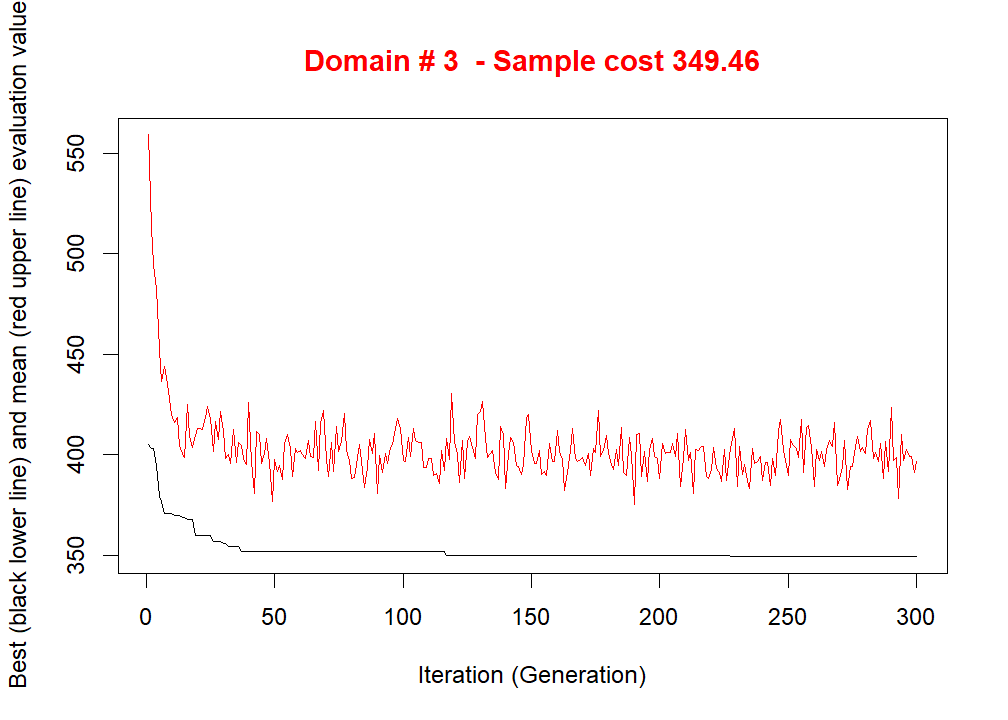 Domain # 3  - Sample cost 349.46
Best (black lower line) and mean (red upper line) evaluation value
550
500
450
400
350
0 50 100 150 200 250 300
Iteration (Generation)